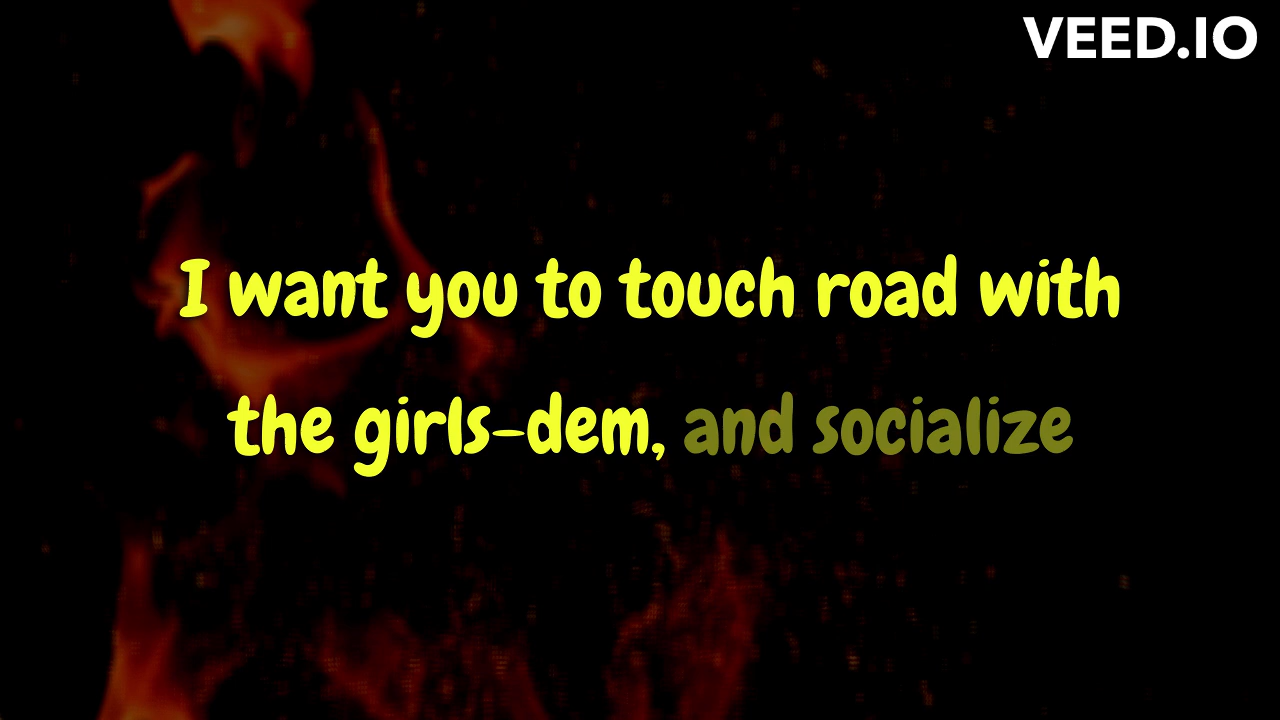 VEED.IO
I want you to touch road with
the girls-dem, and socialize